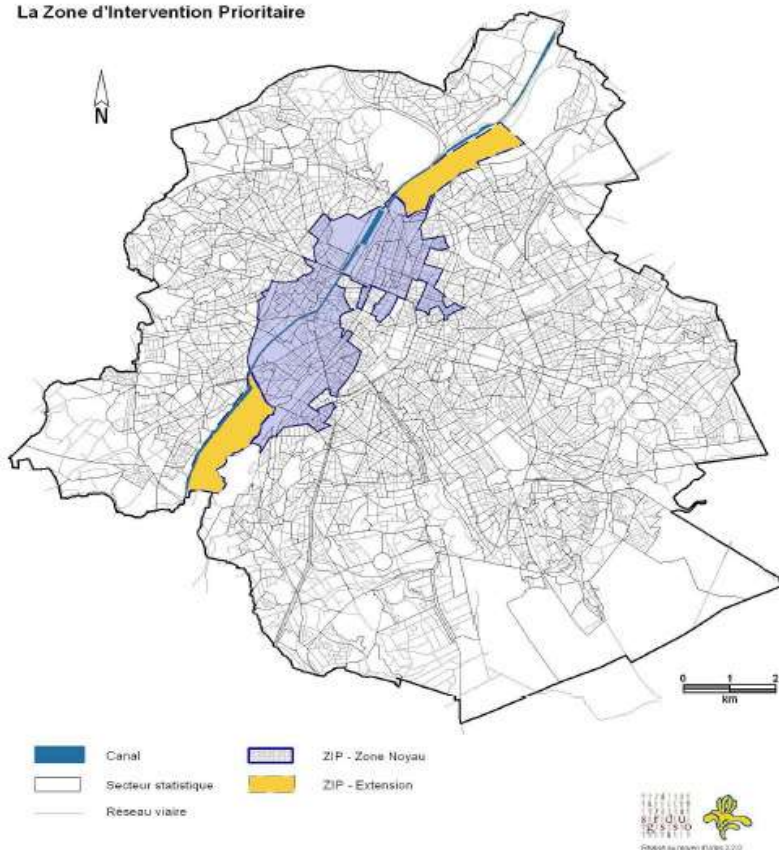 La Zone d'Intervention Prioritaire
N
0 1 2
km
Canal
ZIP - Zone Noyau
Secteur statistique
ZIP - Extension
Réseau viaire